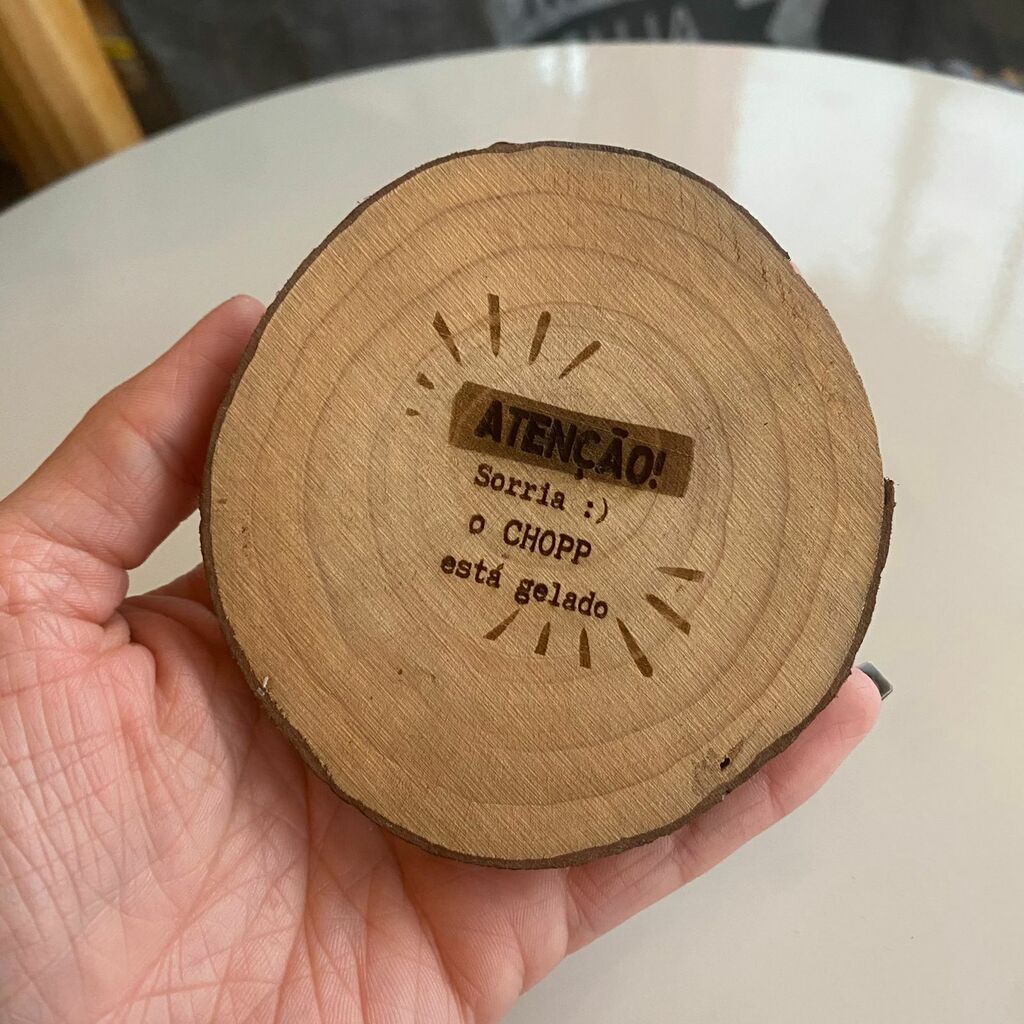 ATENÇÃO!
Sorria :)
o CHOPP
está gelado